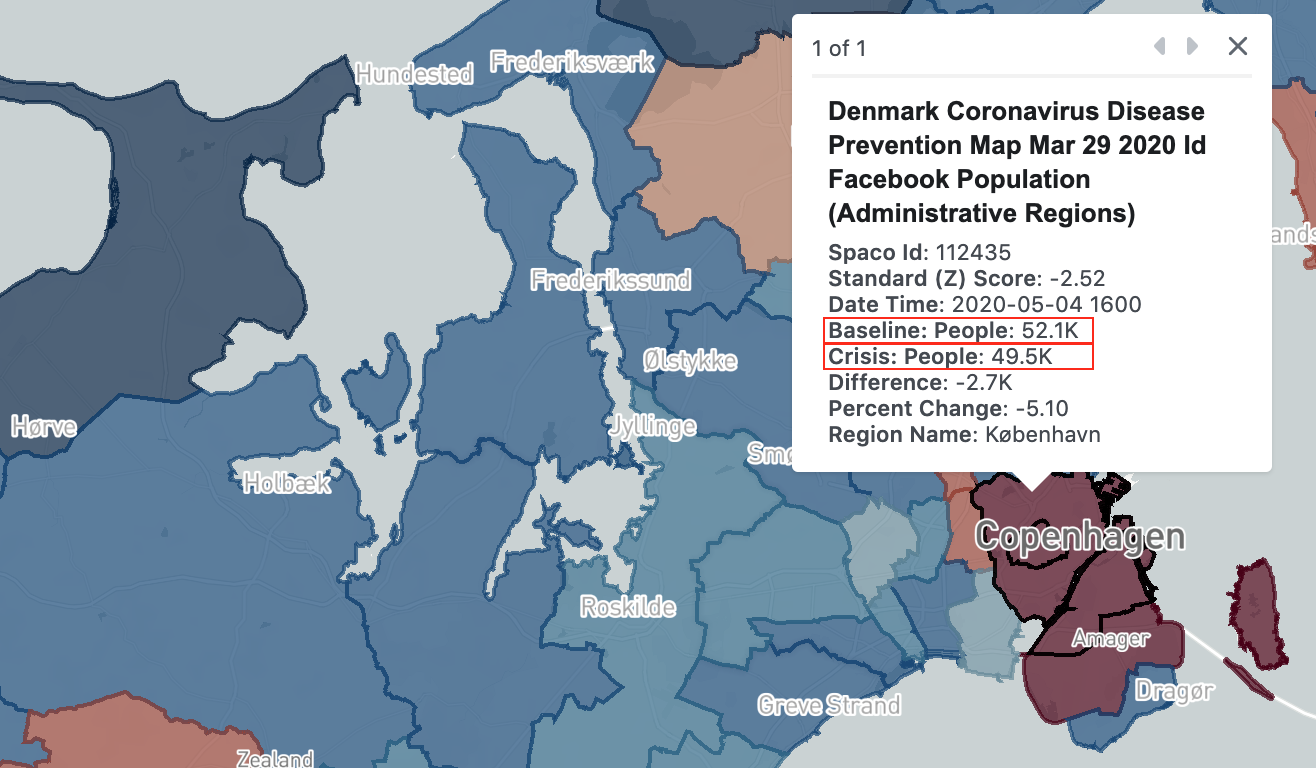 1 of 1
Denmark Coronavirus Disease
Prevention Map Mar 29 2020 Id
Facebook Population
(Administrative Regions)
Spaco Id: 112435
Standard (Z) Score: -2.52
Date Time: 2020-05-04 1600
Baseline: People: 52.1K
Crisis: People: 49.5K
Difference: -2.7K
Percent Change: -5.10
Region Name: København
Hundested
Frederiksværk
Frederikssund
Ølstykke
Hørve
Jyllinge
Smø
Holbæk
Copenhagen
Roskilde
Amager
Dragør
Greve Strand
Zealand
ands